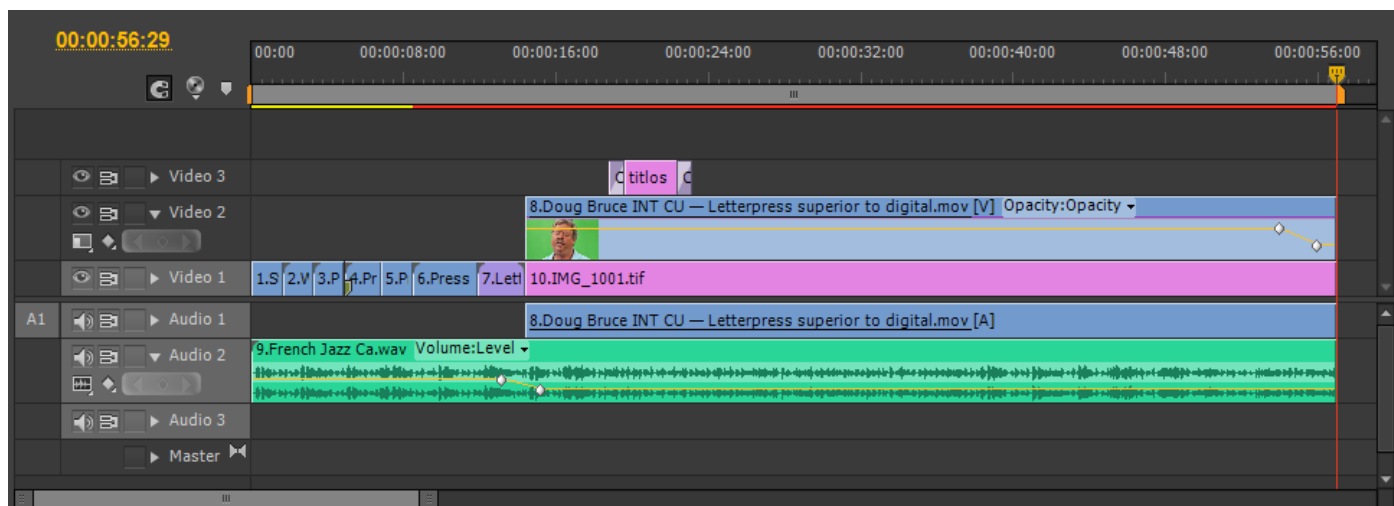 00:00:56:29
00:00 00:00:08:00 00:00:16:00 00:00:24:00 00:00:32:00 00:00:40:00 00:00:48:00 00:00:56:00
Video 3 C titlos C
Video 2 8.Doug Bruce INT CU — Letterpress superior to digital.mov [V] Opacity:Opacity
Video 1 1.S 2.W 3.P 4.Pr 5.P 6.Press 7.Lett 10.IMG_1001.tif
A1 Audio 1 8.Doug Bruce INT CU — Letterpress superior to digital.mov [A]
Audio 2 9.French Jazz Ca.wav Volume:Level
Audio 3
Master